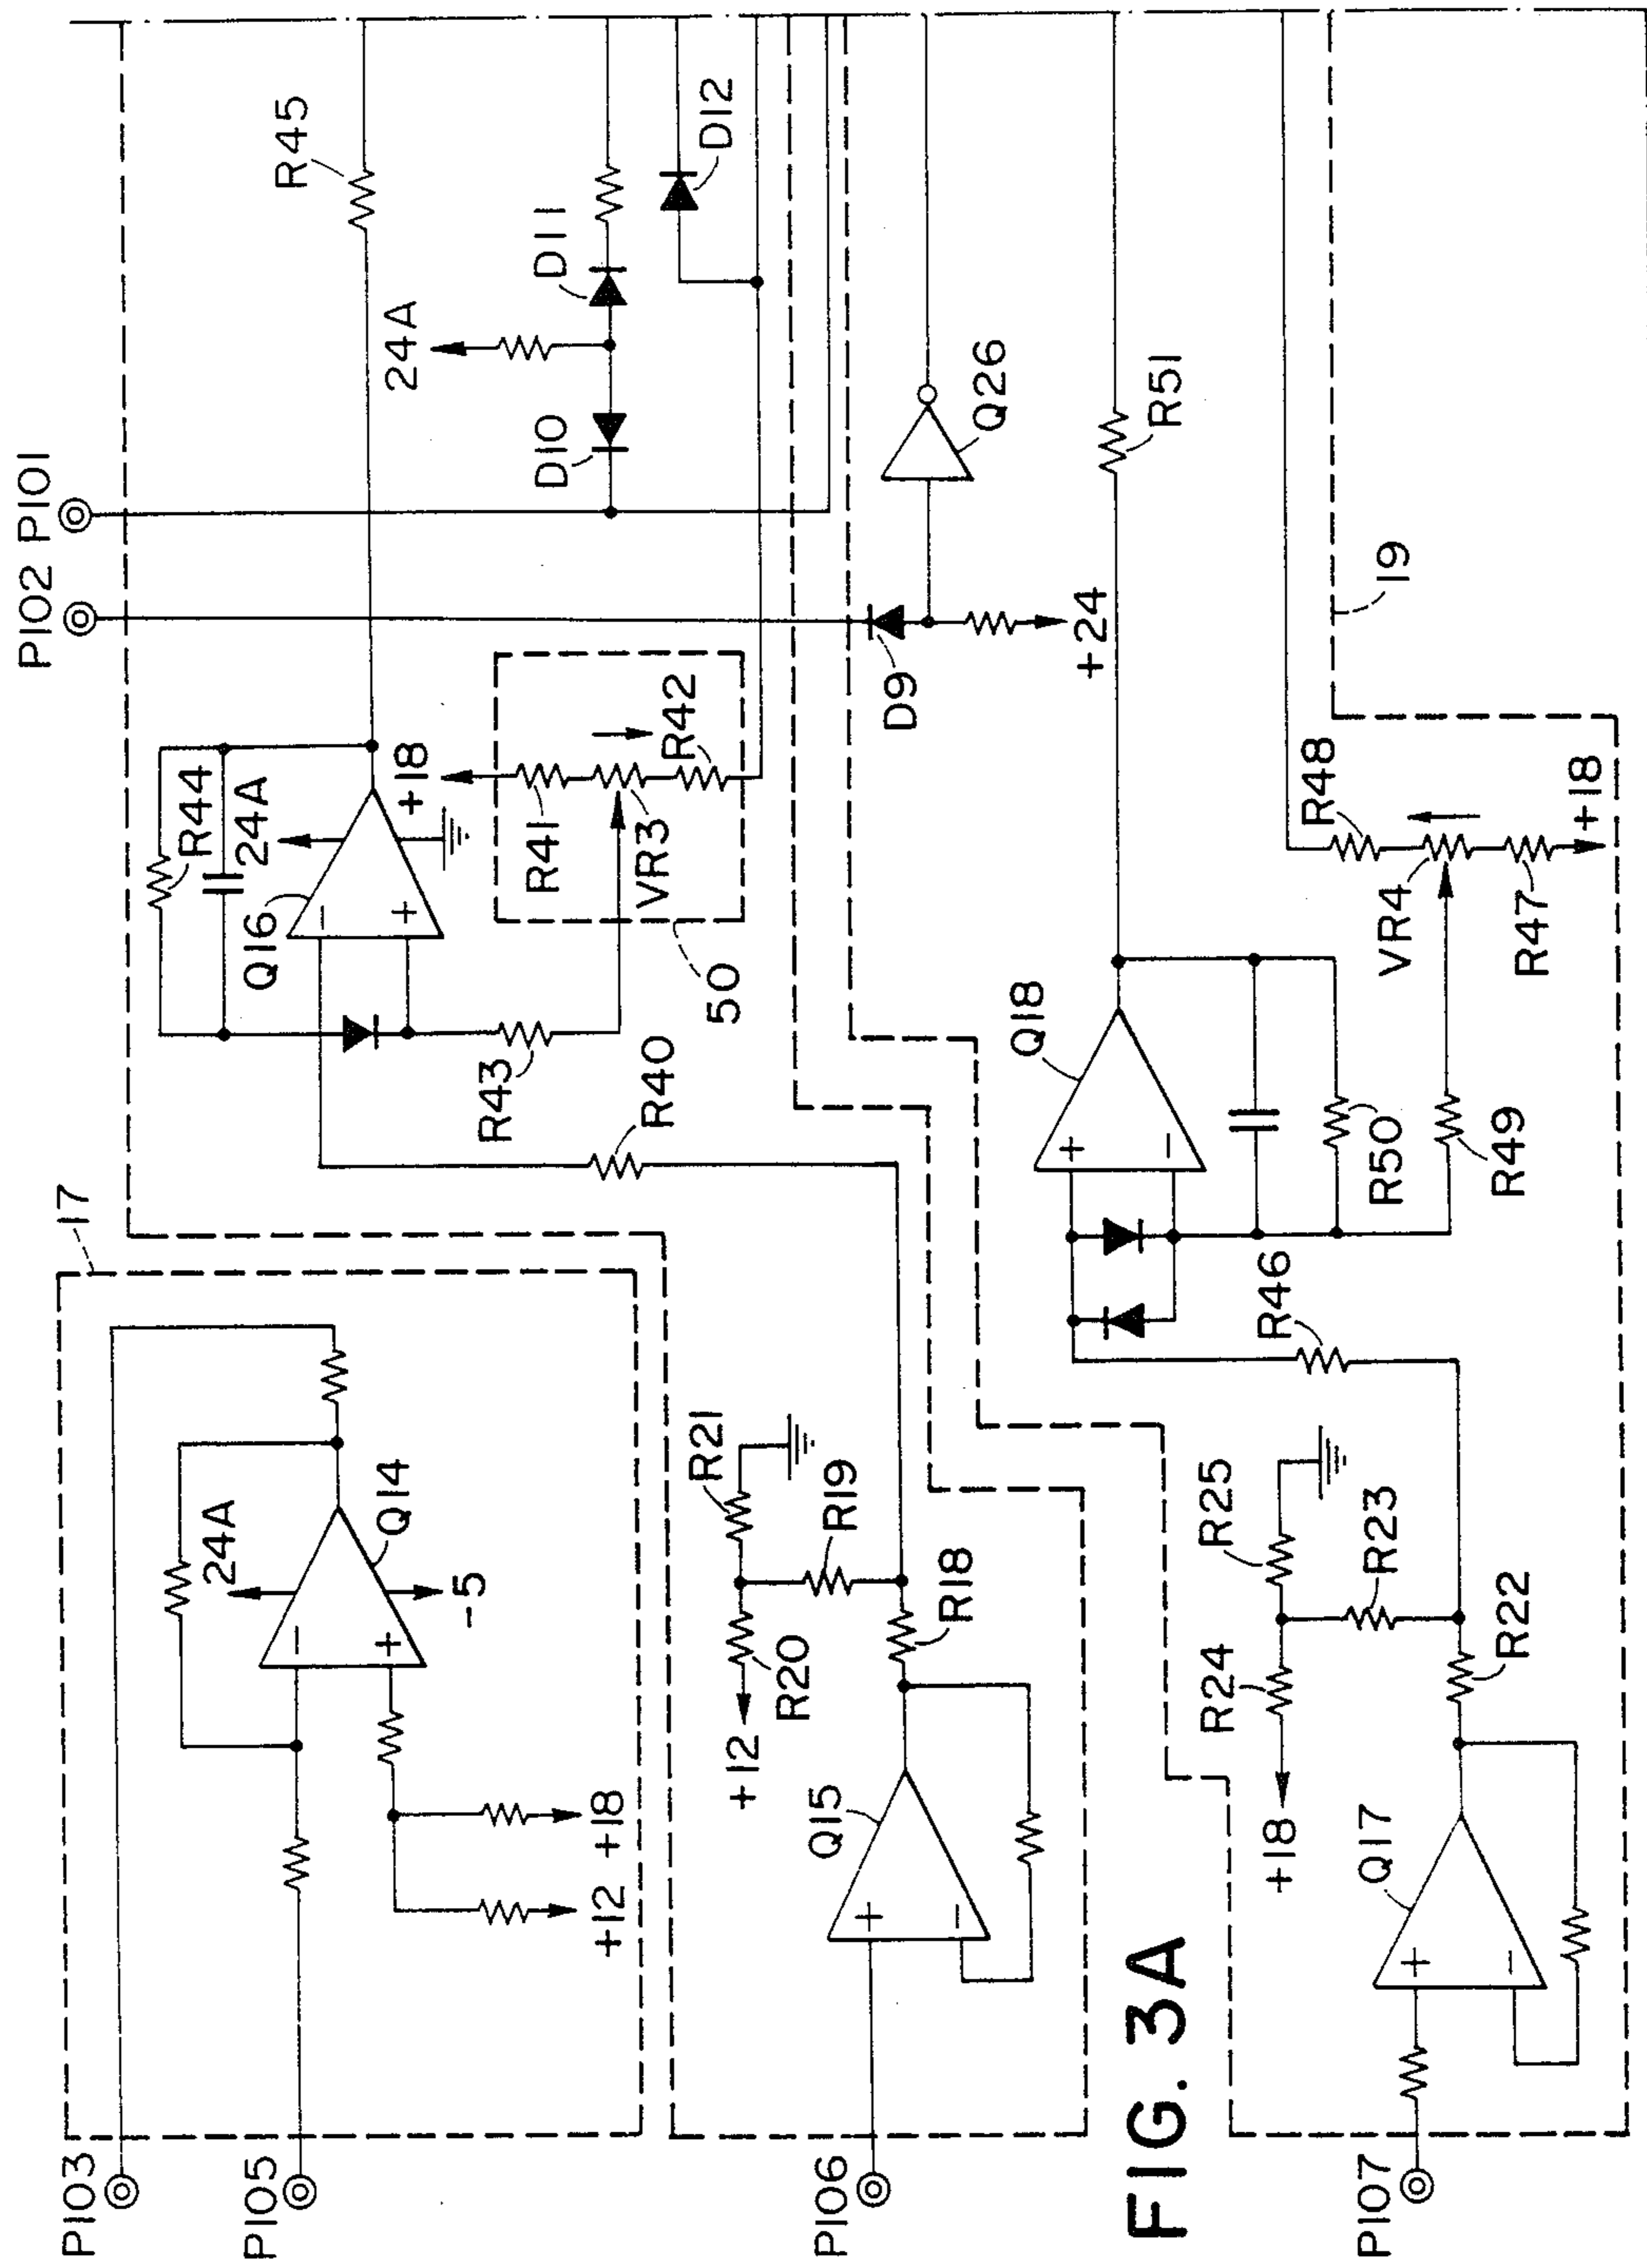 P102 P101
R45
D11
D12
24A
D10
R44
24A
+18
Q16
R41
VR3
R42
50
R43
R40
D9
+24
Q26
R51
19
17
Q18
R48
VR4
R47
+18
R50
R49
R46
P103
P105
24A
Q14
-5
+12 +18
R21
R19
+12
R20
R18
Q15
P106
R25
R23
R24
+18
R22
Q17
P107
FIG. 3A